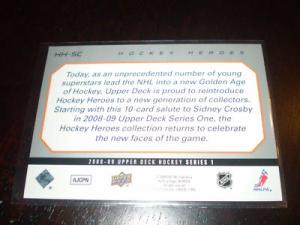 HH-SC
HOCKEY HEROES
Today, as an unprecedented number of young
superstars lead the NHL into a new Golden Age
of Hockey, Upper Deck is proud to reintroduce
Hockey Heroes to a new generation of collectors.
Starting with this 10-card salute to Sidney Crosby
in 2008-09 Upper Deck Series One, the
Hockey Heroes collection returns to celebrate
the new faces of the game.
2008-09 UPPER DECK HOCKEY SERIES 1
NHLPA